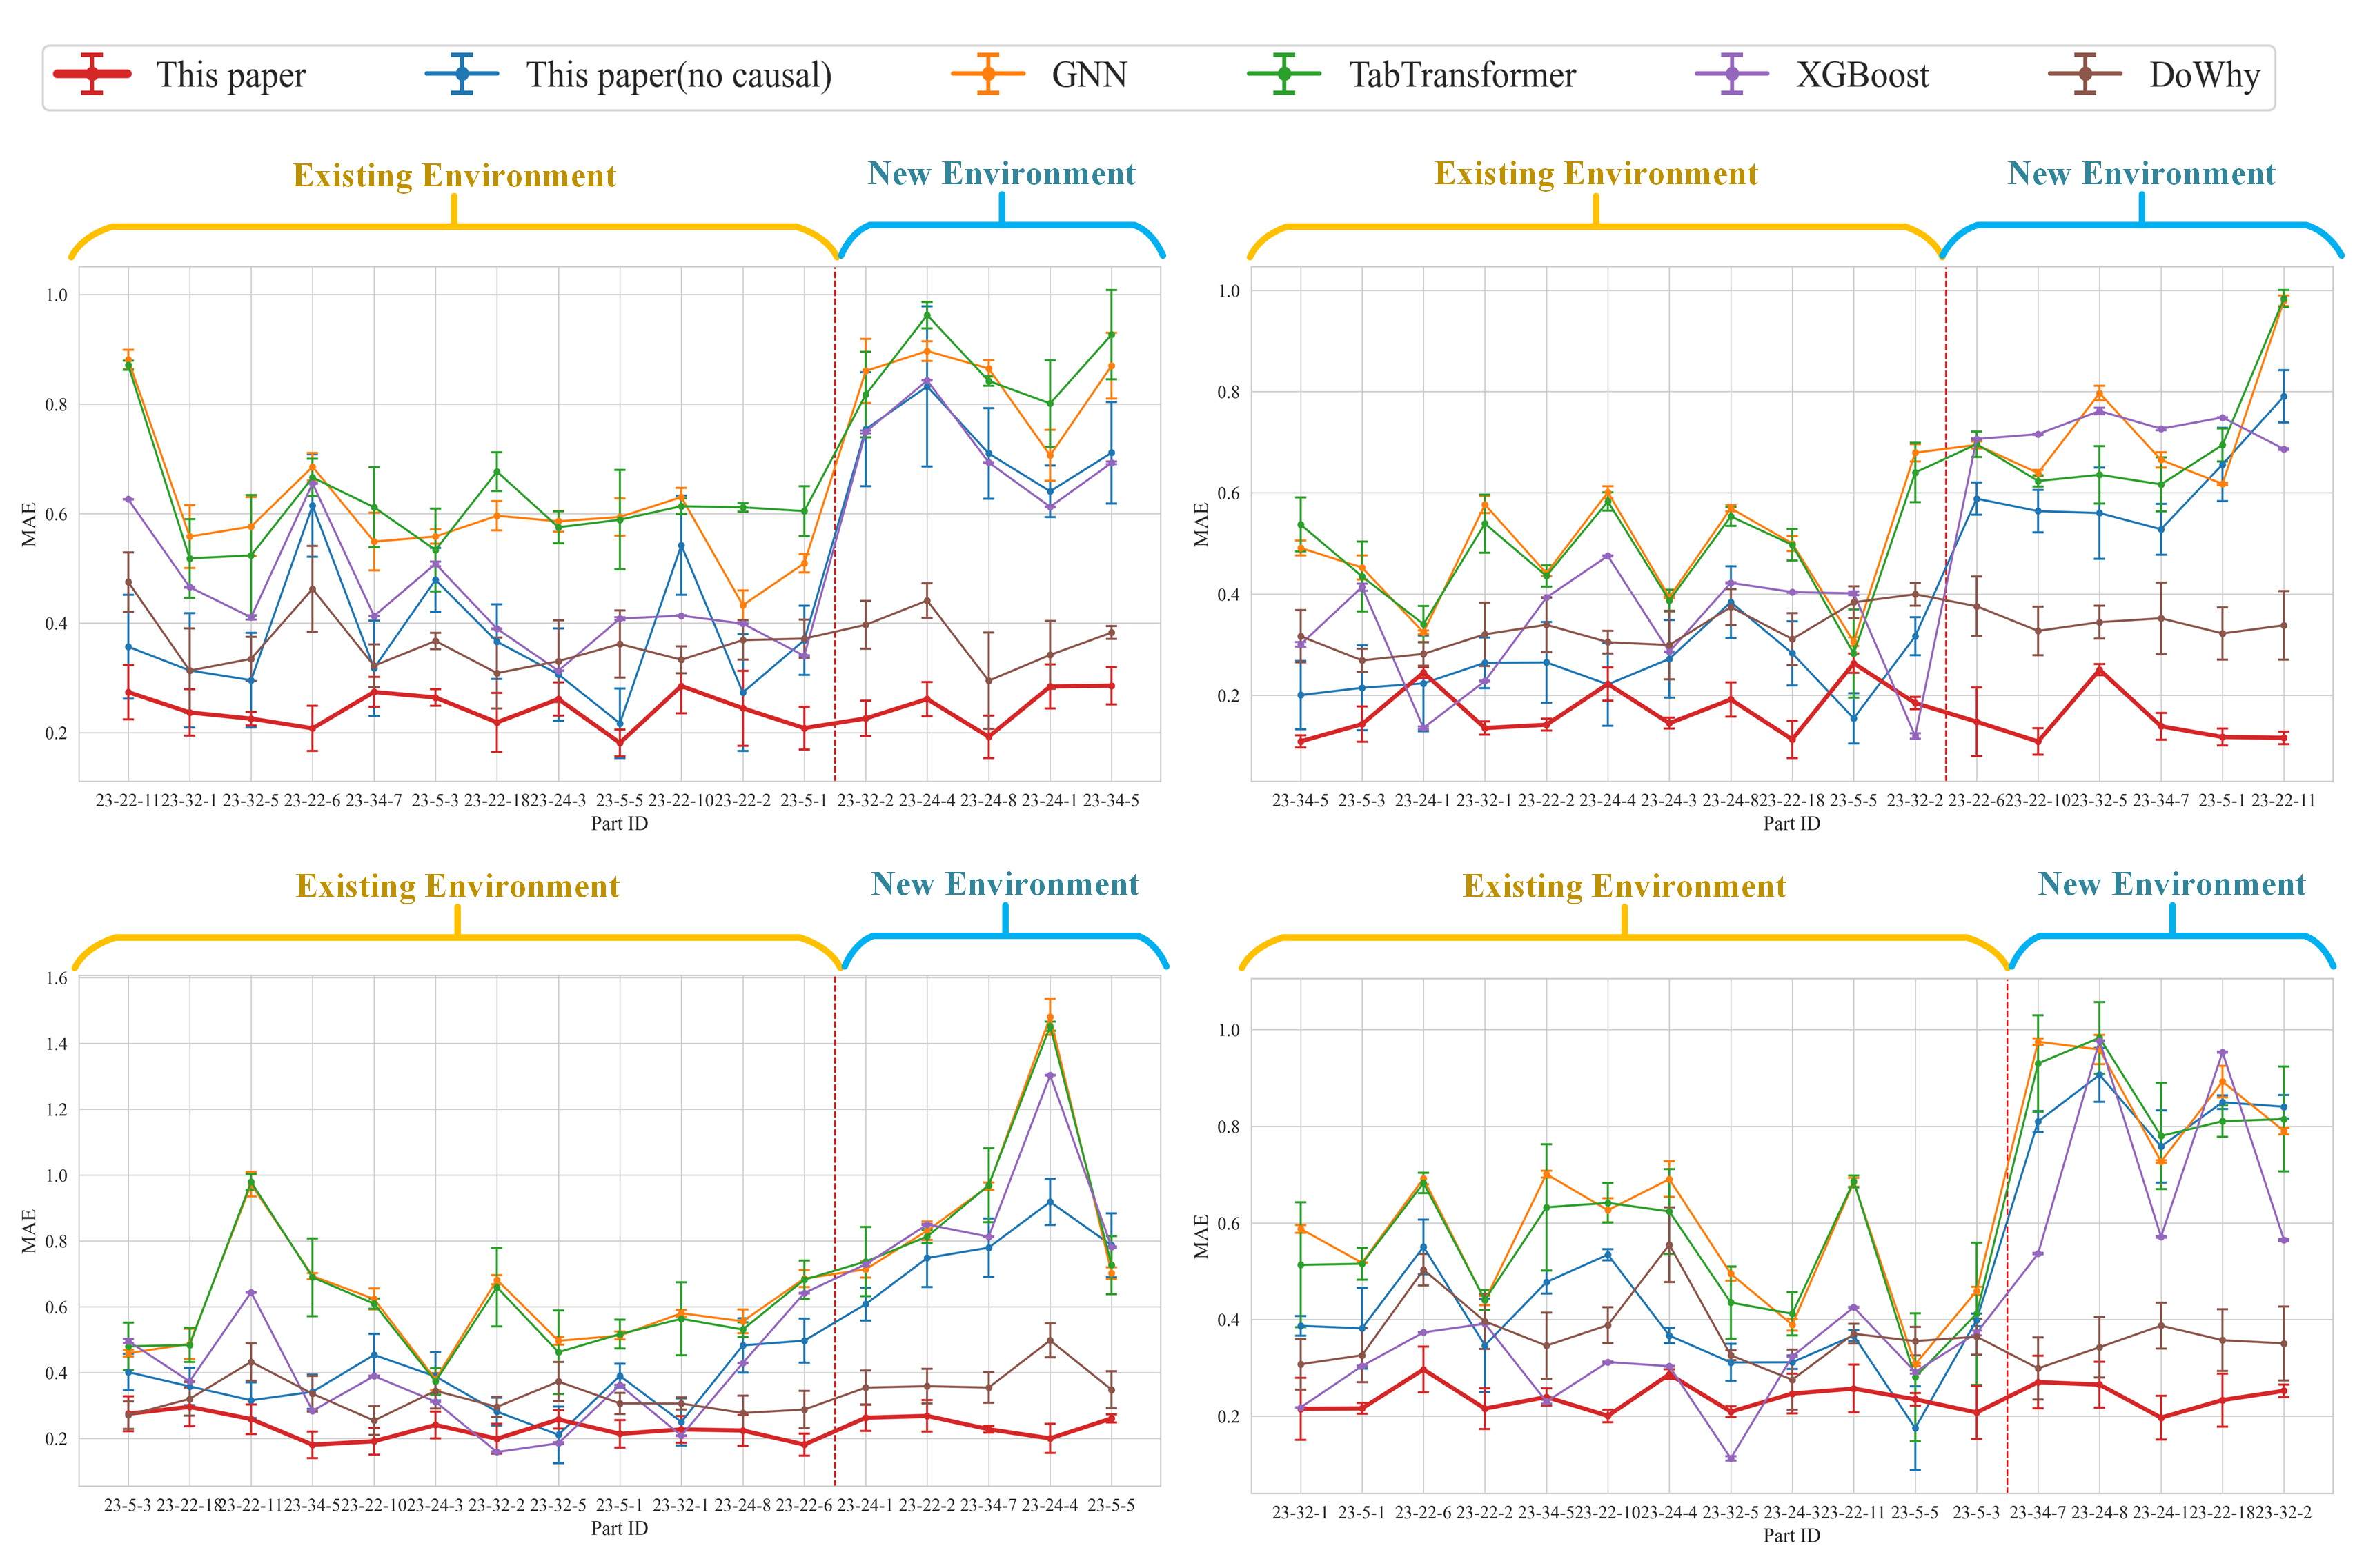 This paper This paper(no causal) GNN TabTransformer XGBoost DoWhy
Existing Environment New Environment
1.0
0.8
0.6
0.4
0.2
MAE
23-22-11 23-32-1 23-32-5 23-22-6 23-34-7 23-5-3 23-22-18 23-24-3 23-5-5 23-22-10 23-22-2 23-5-1 23-32-2 23-24-4 23-24-8 23-24-1 23-34-5
Part ID
Existing Environment New Environment
1.0
0.8
0.6
0.4
0.2
MAE
23-34-5 23-5-3 23-24-1 23-32-1 23-22-2 23-24-4 23-24-3 23-24-8 23-22-18 23-5-5 23-32-2 23-22-6 23-22-10 23-32-5 23-34-7 23-5-1 23-22-11
Part ID
Existing Environment New Environment
1.6
1.4
1.2
1.0
0.8
0.6
0.4
0.2
MAE
23-5-3 23-22-18 23-22-11 23-34-5 23-22-10 23-24-3 23-32-2 23-32-5 23-5-1 23-32-1 23-24-8 23-22-6 23-24-1 23-22-2 23-34-7 23-24-4 23-5-5
Part ID
Existing Environment New Environment
1.0
0.8
0.6
0.4
0.2
MAE
23-32-1 23-5-1 23-22-6 23-22-2 23-34-5 23-22-10 23-24-4 23-32-5 23-24-3 23-22-11 23-5-5 23-5-3 23-34-7 23-24-8 23-24-1 23-22-18 23-32-2
Part ID